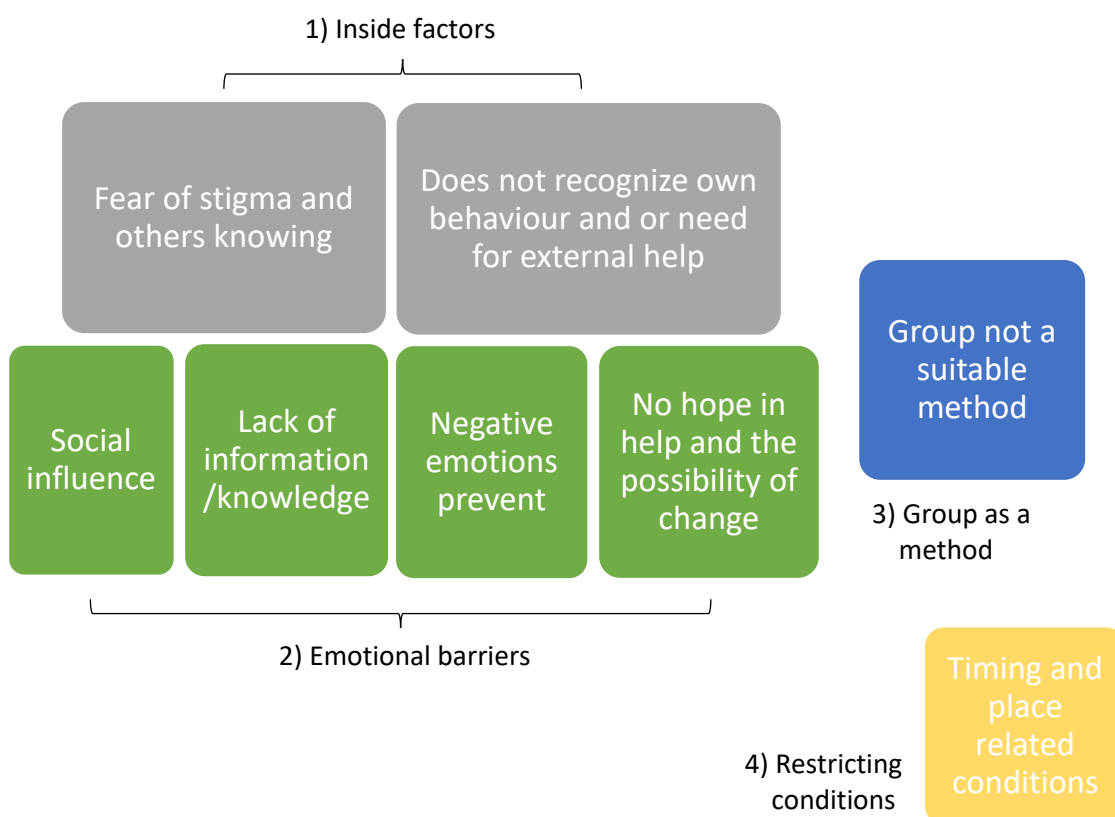 1) Inside factors
Fear of stigma and
others knowing
Does not recognize own
behaviour and or need
for external help
Social
influence
Lack of
information
/knowledge
Negative
emotions
prevent
No hope in
help and the
possibility of
change
2) Emotional barriers
Group not a
suitable
method
3) Group as a
method
Timing and
place
related
conditions
4) Restricting
conditions